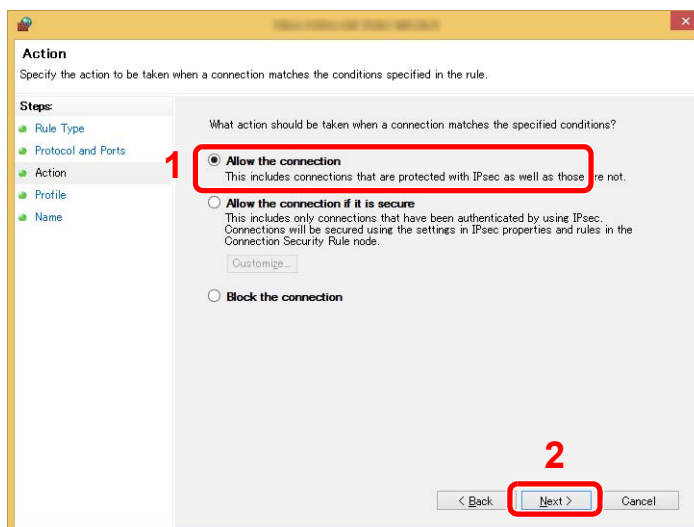 Action
Specify the action to be taken when a connection matches the conditions specified in the rule.
Steps:
Rule Type
Protocol and Ports
Action
Profile
Name
What action should be taken when a connection matches the specified conditions?
1
Allow the connection
This includes connections that are protected with IPsec as well as those are not.
Allow the connection if it is secure
This includes only connections that have been authenticated by using IPsec.
Connections will be secured using the settings in IPsec properties and rules in the
Connection Security Rule node.
Customize...
Block the connection
2
< Back
Next >
Cancel